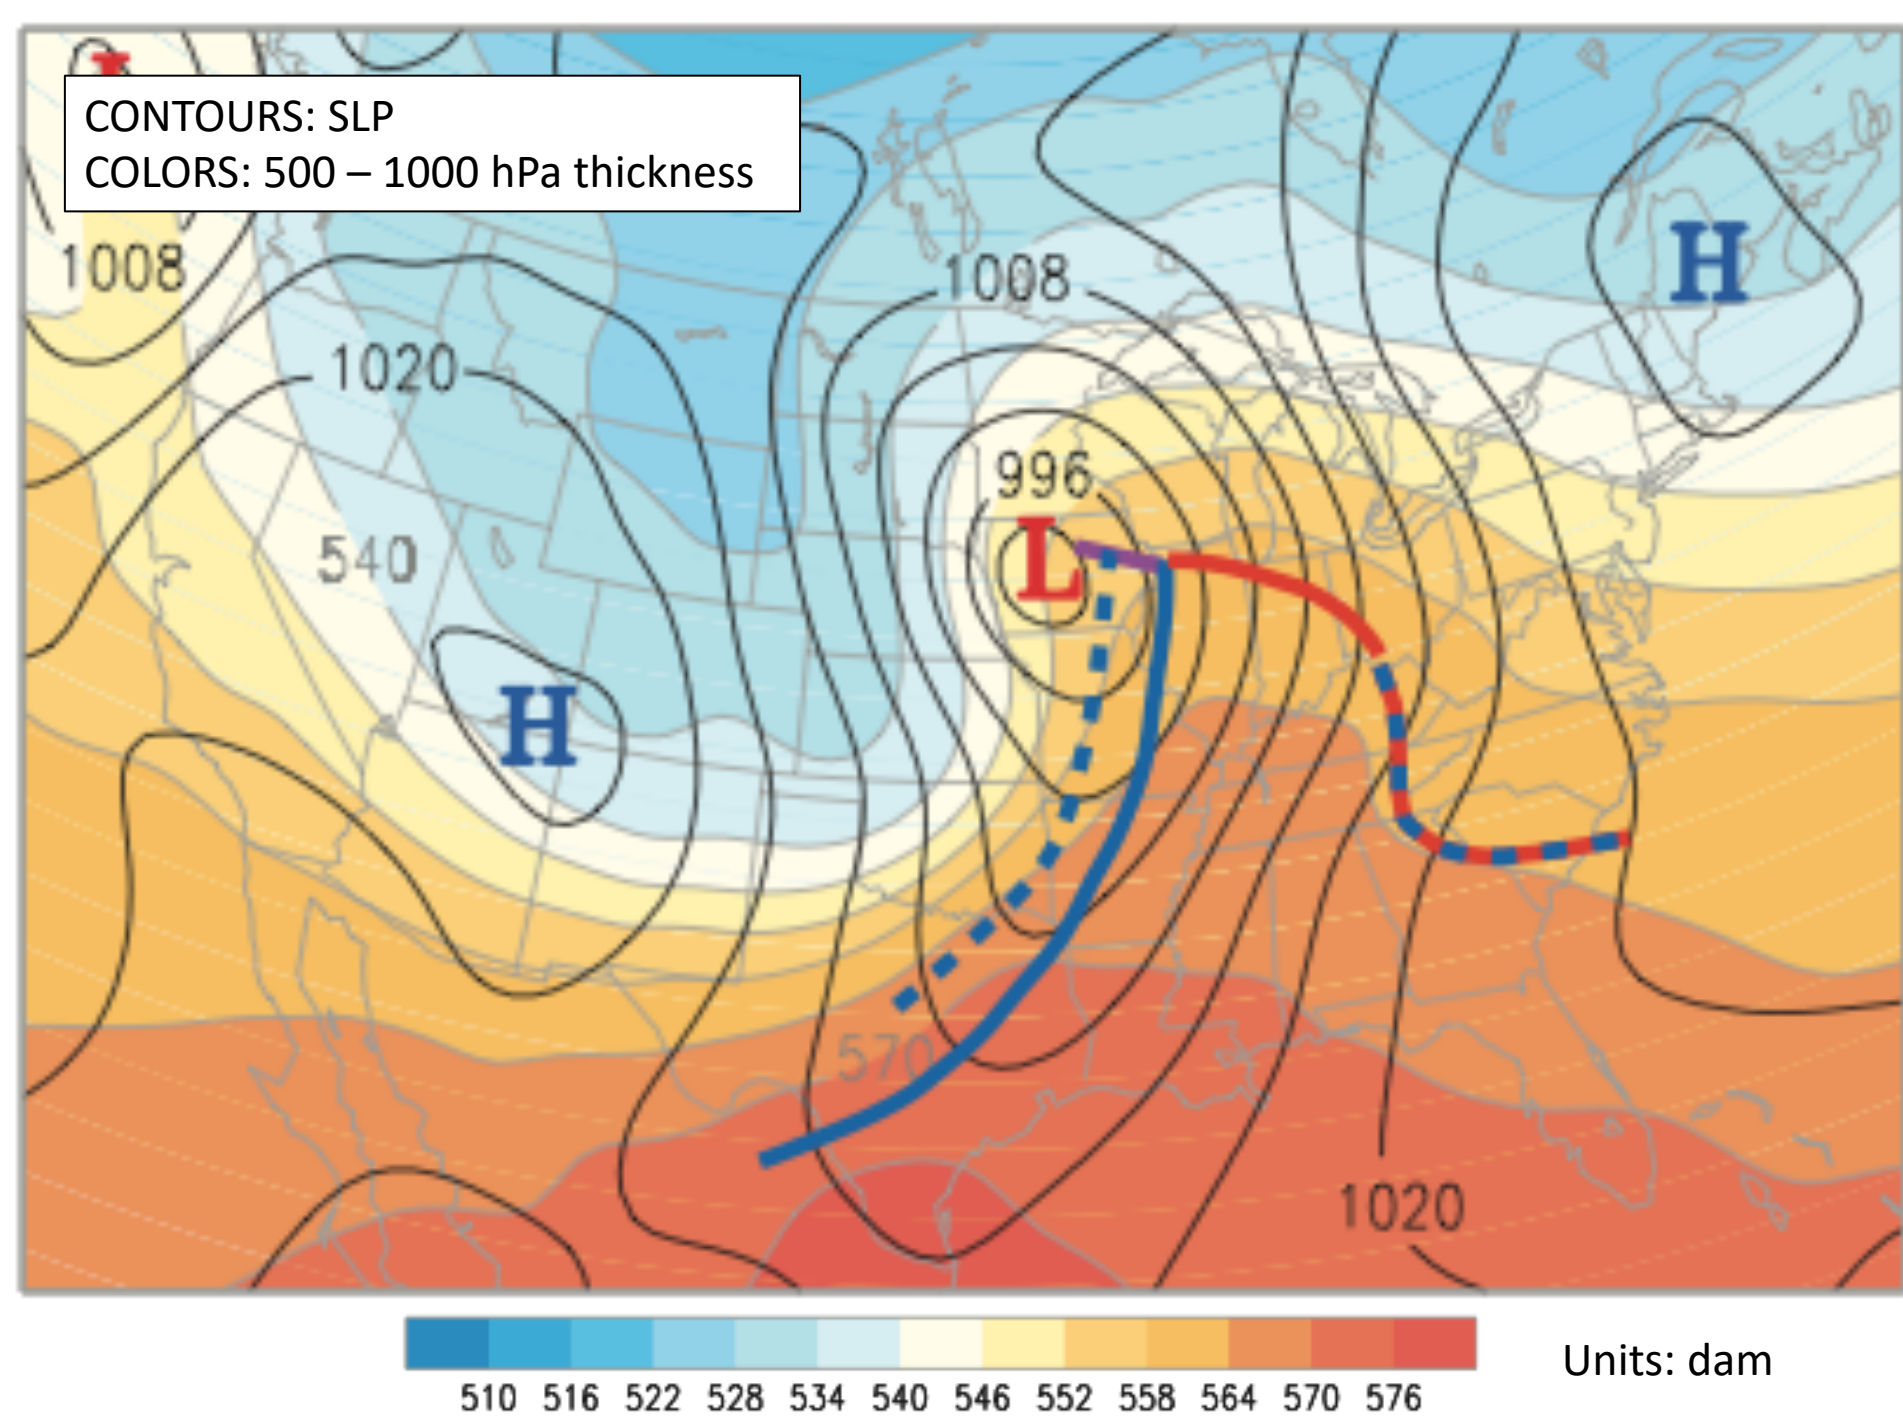 L
CONTOURS: SLP
COLORS: 500 – 1000 hPa thickness
1008
1008
H
1020
996
L
540
H
570
1020
510 516 522 528 534 540 546 552 558 564 570 576
Units: dam